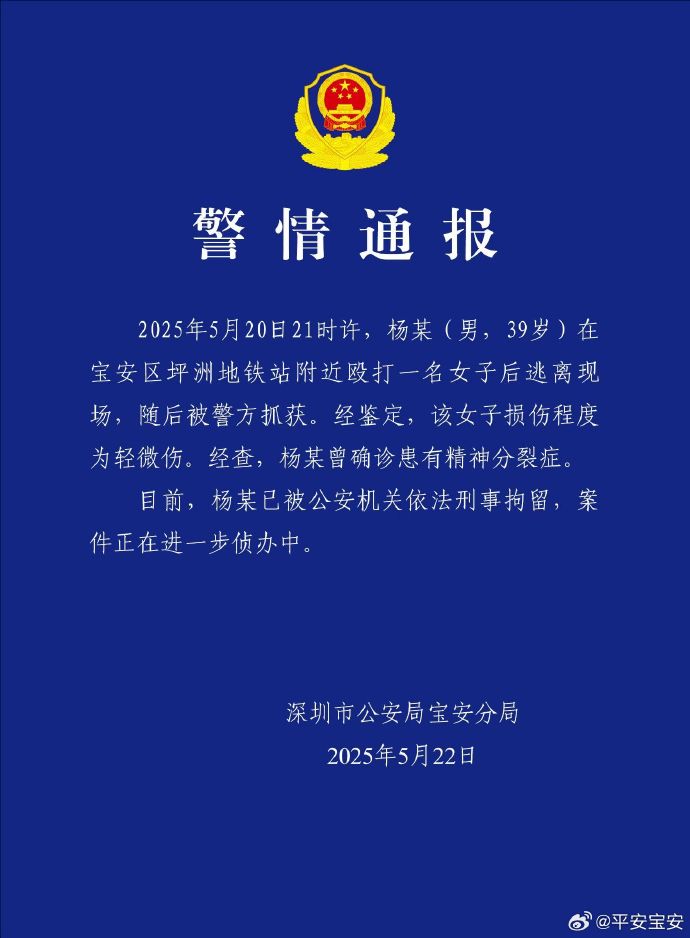 警情通报
2025年5月20日21时许，杨某（男，39岁）在
宝安区坪洲地铁站附近殴打一名女子后逃离现
场，随后被警方抓获。经鉴定，该女子损伤程度
为轻微伤。经查，杨某曾确诊患有精神分裂症。
目前，杨某已被公安机关依法刑事拘留，案
件正在进一步侦办中。
深圳市公安局宝安分局
2025年5月22日
@平安宝安